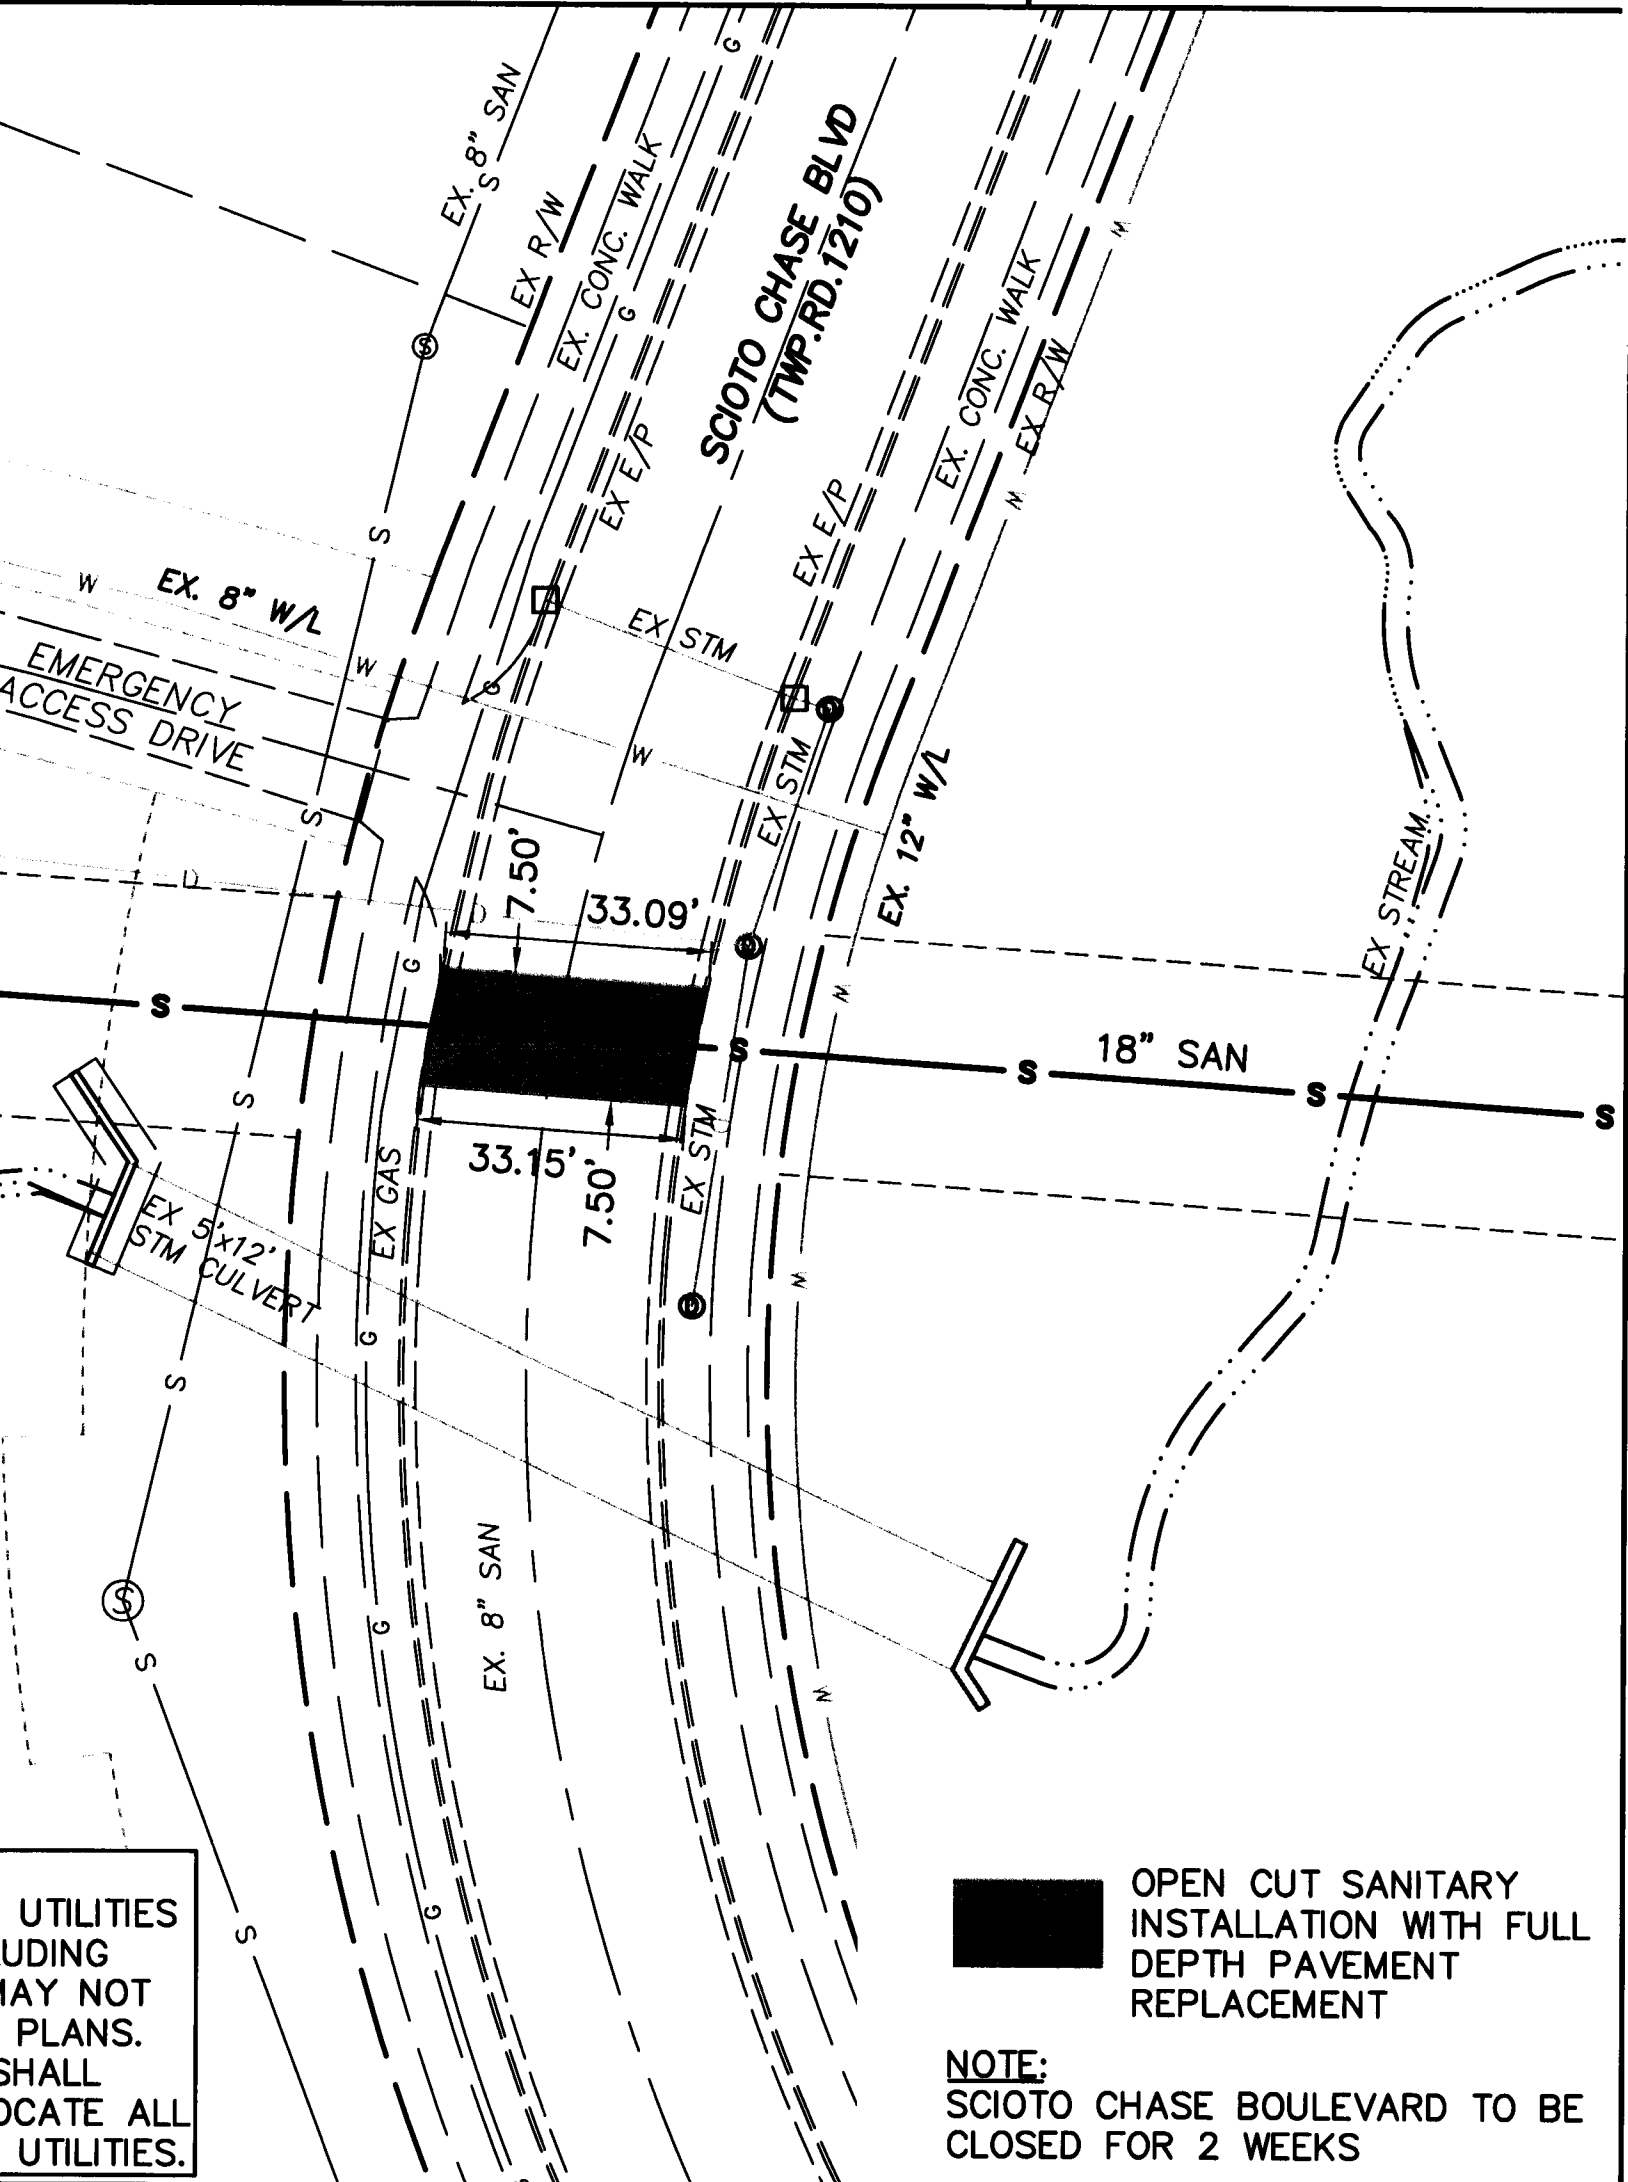 EX. 8" SAN
S
EX R/W
EX. CONC. WALK
G
G
SCIOTO CHASE BLVD
(TWP.RD.1210)
W
EX. CONC. WALK
EX R/W
W
S
EX E/P
EX E/P
S
W
EX. 8" W/L
W
EX STM
G
W
EMERGENCY
ACCESS DRIVE
S
EX STM
EX. 12" W/L
D
D
7.50'
33.09'
EX STREAM
G
W
S
S
18" SAN
S
S
S
S
33.15'
7.50'
EX STM
EX GAS
EX 5'x12'
STM CULVERT
W
G
S
EX. 8" SAN
S
S
G
W
G
S
UTILITIES
UDING
MAY NOT
PLANS.
SHALL
OCATE ALL
UTILITIES.
OPEN CUT SANITARY
INSTALLATION WITH FULL
DEPTH PAVEMENT
REPLACEMENT
NOTE:
SCIOTO CHASE BOULEVARD TO BE
CLOSED FOR 2 WEEKS